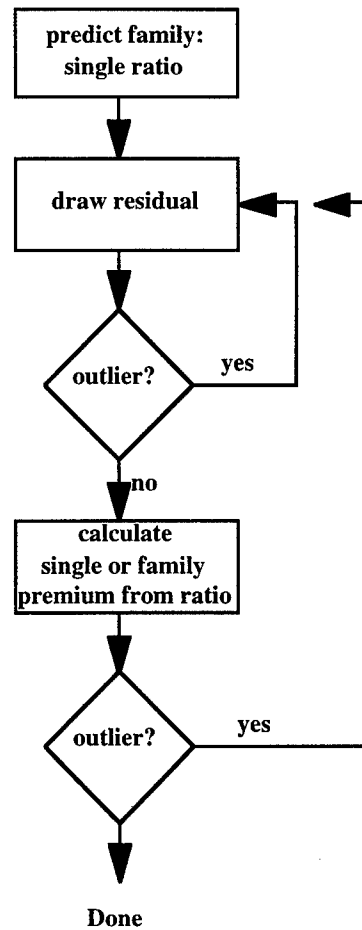 predict family:
single ratio
draw residual
outlier?
yes
no
calculate
single or family
premium from ratio
outlier?
yes
Done